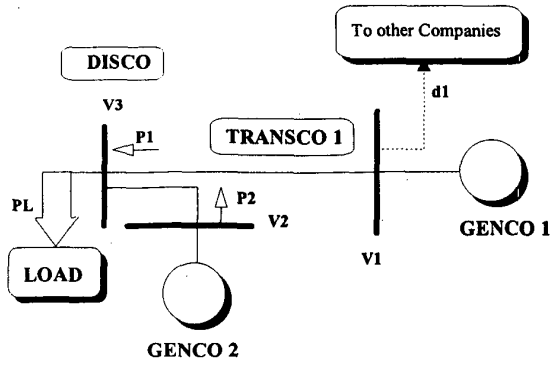 To other Companies
DISCO
d1
V3
P1
TRANSCO 1
PL
P2
V2
GENCO 1
V1
LOAD
GENCO 2